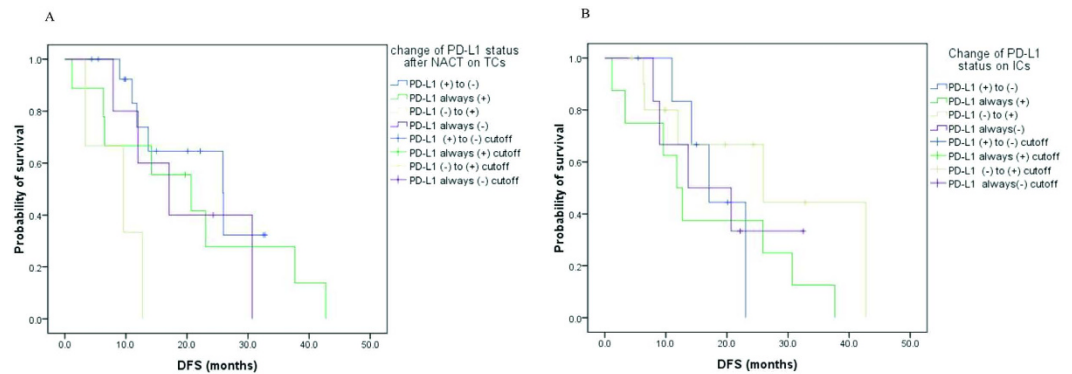 A
change of PD-L1 status
after NACT on TCs
PD-L1 (+) to (-)
PD-L1 always (+)
PD-L1 (-) to (+)
PD-L1 always (-)
PD-L1 (+) to (-) cutoff
PD-L1 always (+) cutoff
PD-L1 (-) to (+) cutoff
PD-L1 always (-) cutoff
Probability of survival
1.0
0.8
0.6
0.4
0.2
0.0
0.0 10.0 20.0 30.0 40.0 50.0
DFS (months)
B
Change of PD-L1
status on ICs
PD-L1 (+) to (-)
PD-L1 always (+)
PD-L1 (-) to (+)
PD-L1 always(-)
PD-L1 (+) to (-) cutoff
PD-L1 always (+) cutoff
PD-L1 (-) to (+) cutoff
PD-L1 always(-) cutoff
Probability of survival
1.0
0.8
0.6
0.4
0.2
0.0
0.0 10.0 20.0 30.0 40.0 50.0
DFS (months)